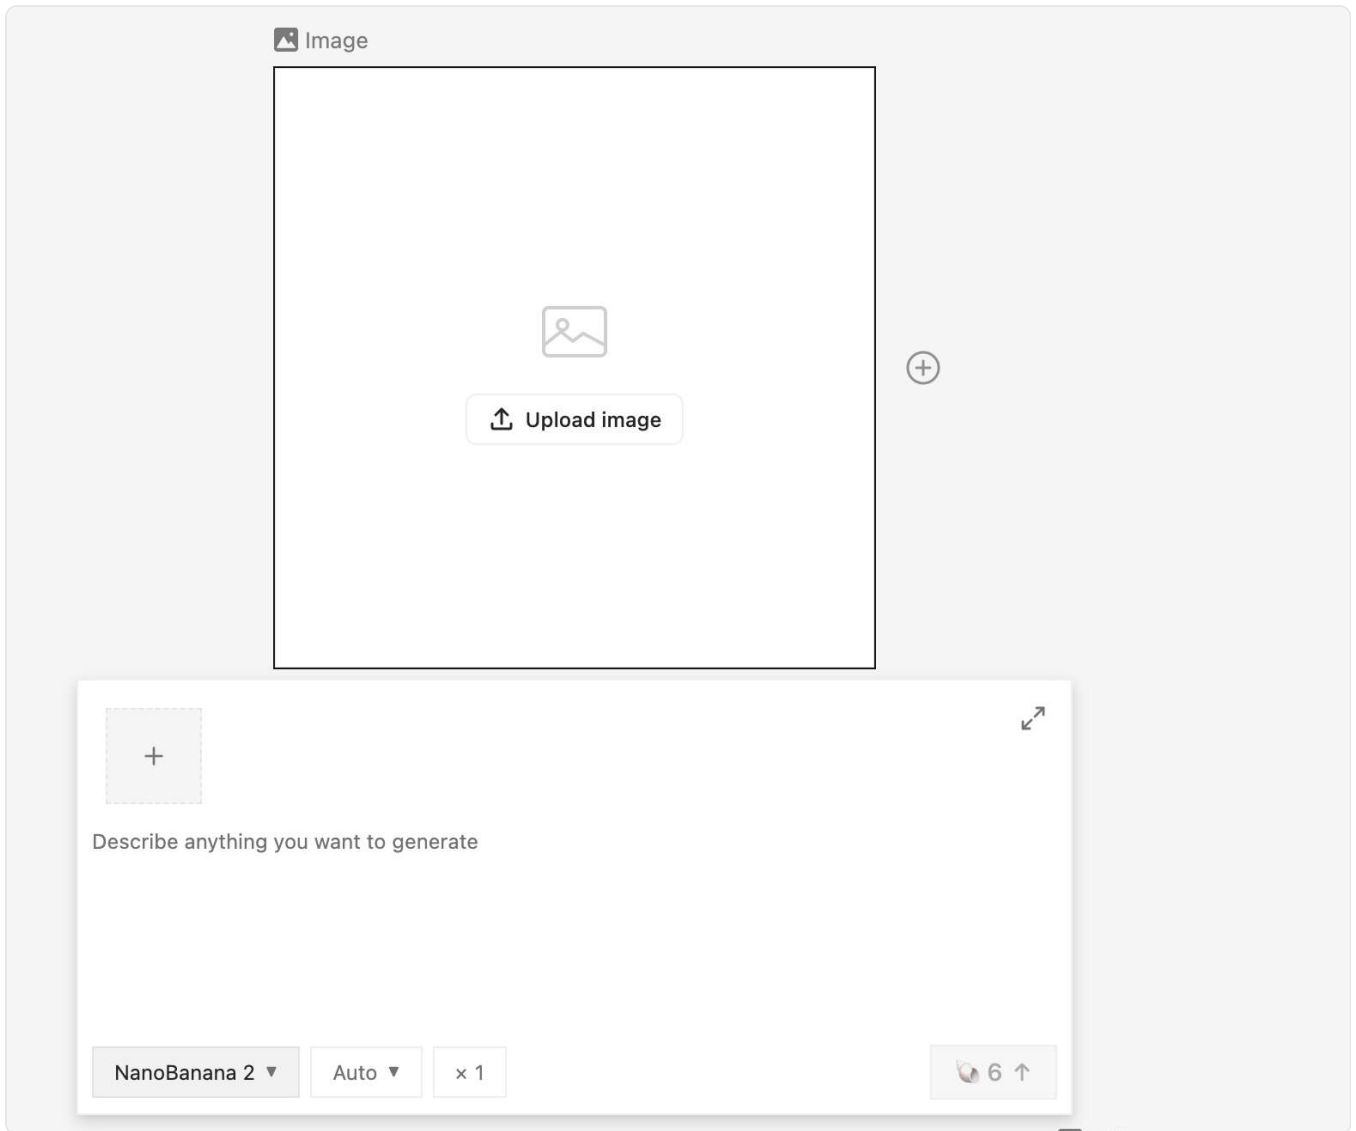 Image
Upload image
Describe anything you want to generate
NanoBanana 2 ▼ Auto ▼ × 1 6 ↑